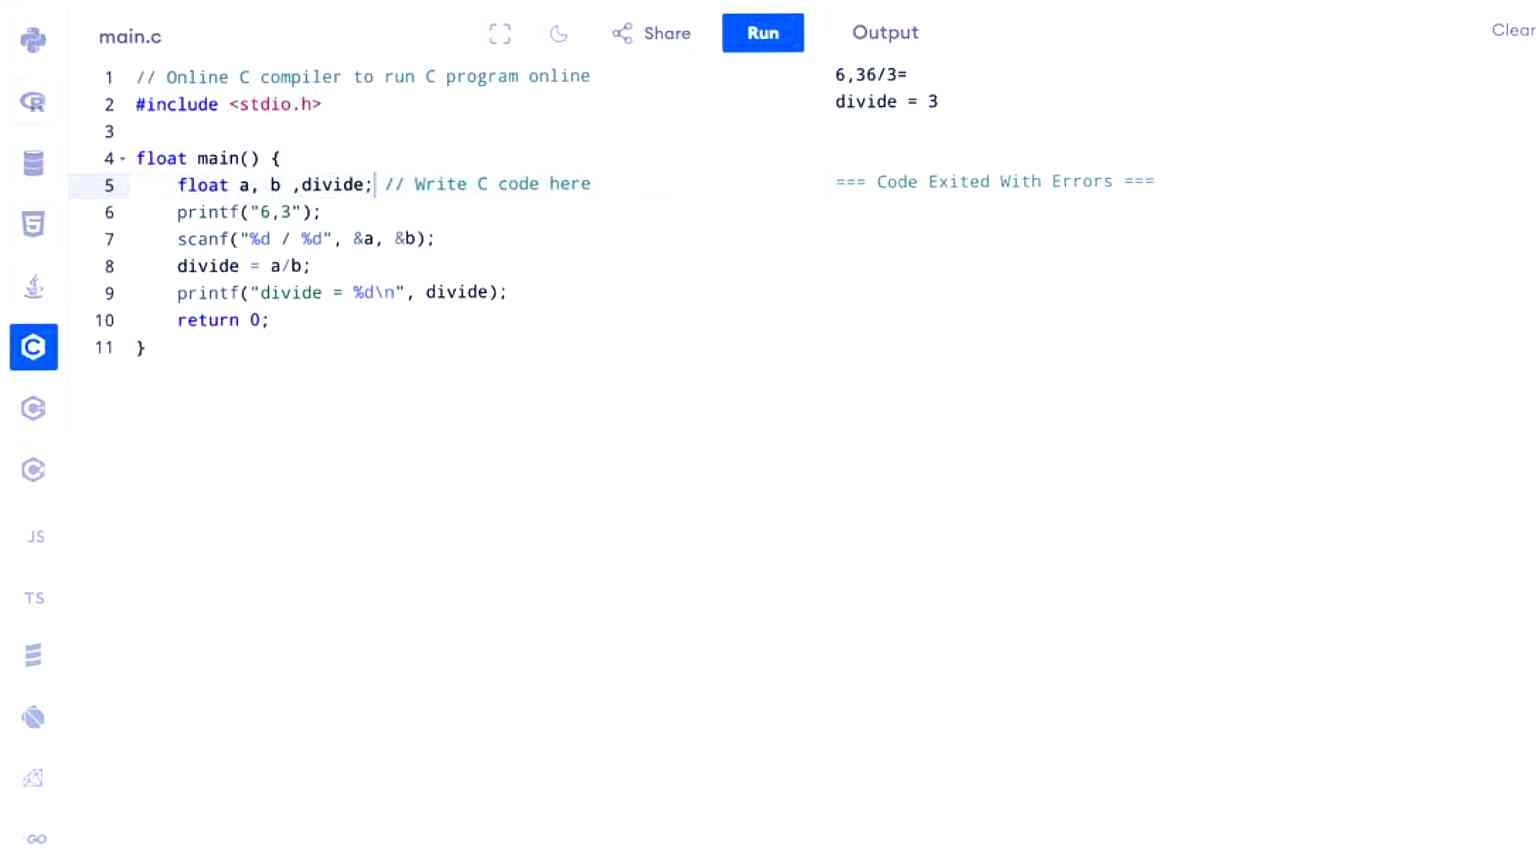 main.c
Share
Run
Output
Clear
1 // Online C compiler to run C program online
2 #include <stdio.h>
3
4 float main() {
5 float a, b ,divide; // Write C code here
6 printf("6,3");
7 scanf("%d / %d", &a, &b);
8 divide = a/b;
9 printf("divide = %d\n", divide);
10 return 0;
11 }
6,36/3=
divide = 3
=== Code Exited With Errors ===
R
5
C
C
C
JS
TS
GO